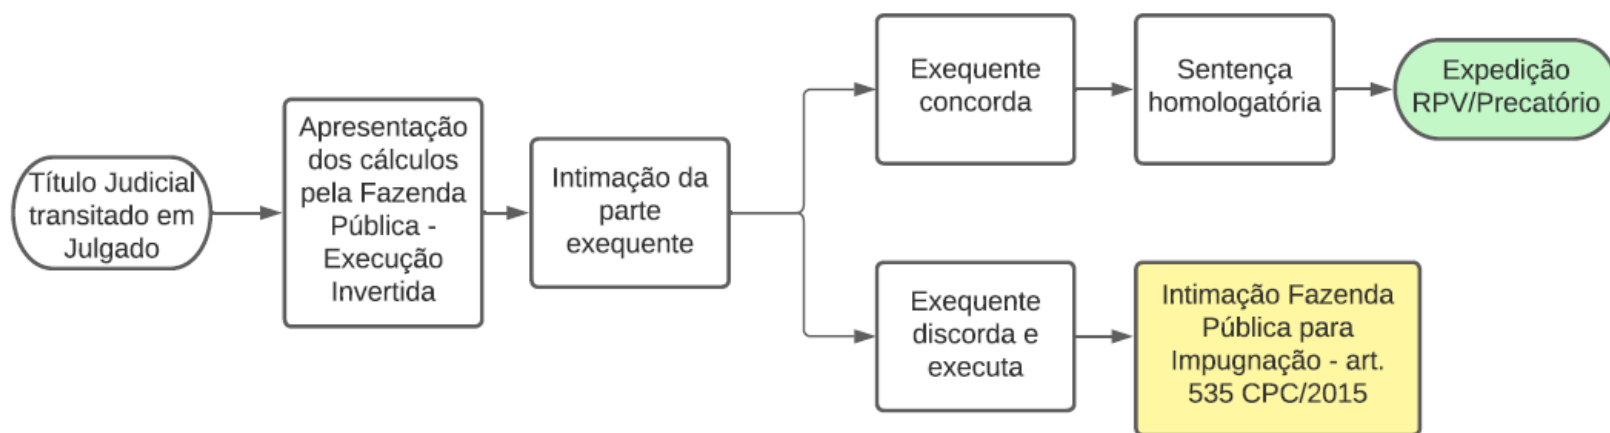 Título Judicial
transitado em
Julgado
Apresentação
dos cálculos
pela Fazenda
Pública -
Execução
Invertida
Intimação da
parte
exequente
Exequente
concorda
Sentença
homologatória
Expedição
RPV/Precatório
Exequente
discorda e
executa
Intimação Fazenda
Pública para
Impugnação - art.
535 CPC/2015